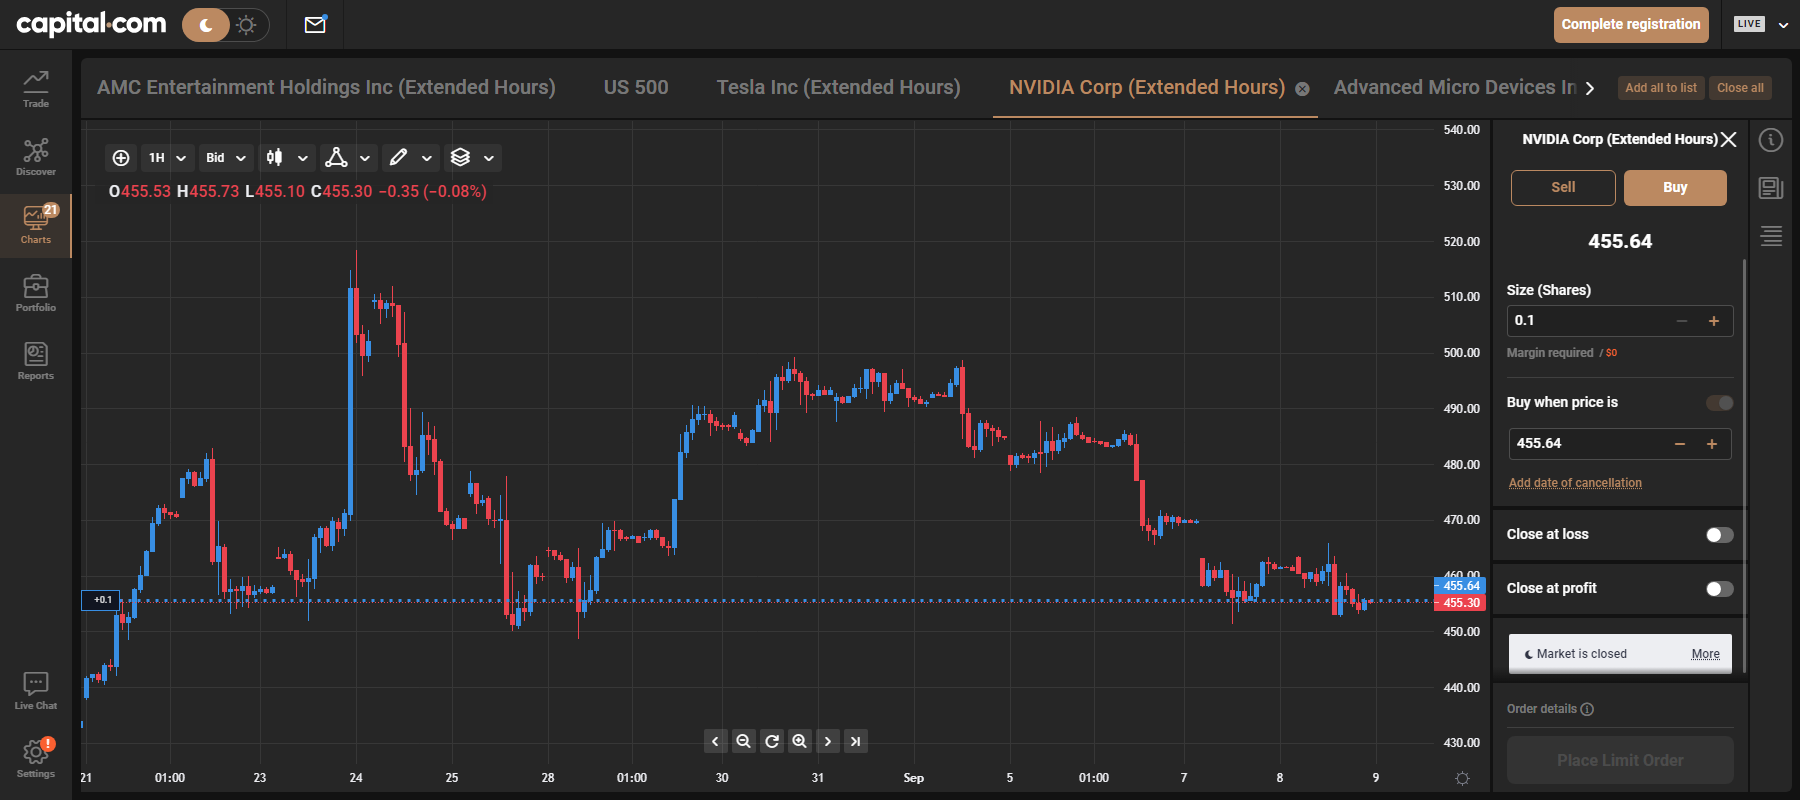 capital.com
Complete registration
LIVE
Trade
Discover
21
Charts
Portfolio
Reports
Live Chat
!
Settings
AMC Entertainment Holdings Inc (Extended Hours)
US 500
Tesla Inc (Extended Hours)
NVIDIA Corp (Extended Hours)
Advanced Micro Devices In
Add all to list
Close all
1H
Bid
O455.53 H455.73 L455.10 C455.30 −0.35 (−0.08%)
+0.1
540.00
530.00
520.00
510.00
500.00
490.00
480.00
470.00
460.00
455.64
455.30
450.00
440.00
430.00
21
01:00
23
24
25
28
01:00
30
31
Sep
5
01:00
7
8
9
NVIDIA Corp (Extended Hours)
Sell
Buy
455.64
Size (Shares)
0.1
Margin required / $0
Buy when price is
455.64
Add date of cancellation
Close at loss
Close at profit
Market is closed
More
Order details
Place Limit Order